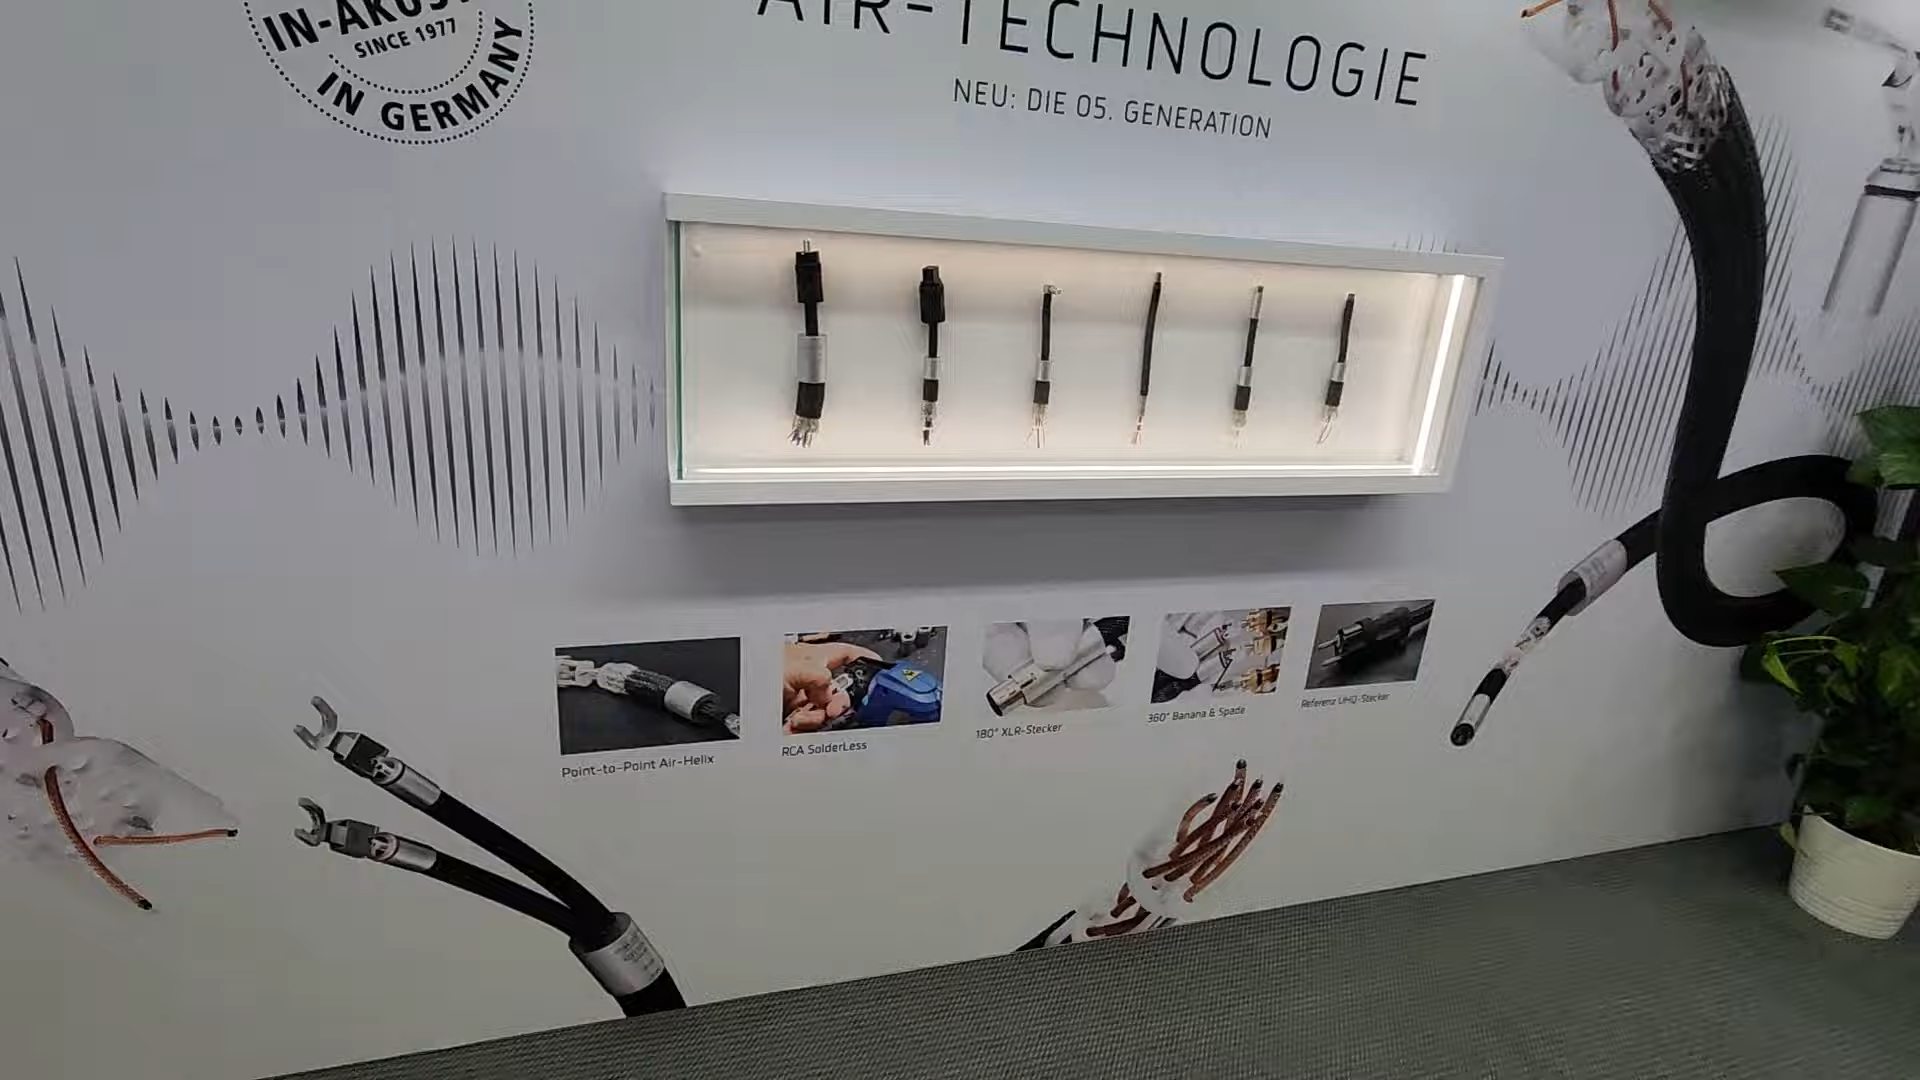 IN-AKUST
SINCE 1977
IN GERMANY
AIR-TECHNOLOGIE
NEU: DIE 05. GENERATION
Point-to-Point Air-Helix
RCA SolderLess
180° XLR-Stecker
360° Banana & Spade
Referenz UHQ-Stecker